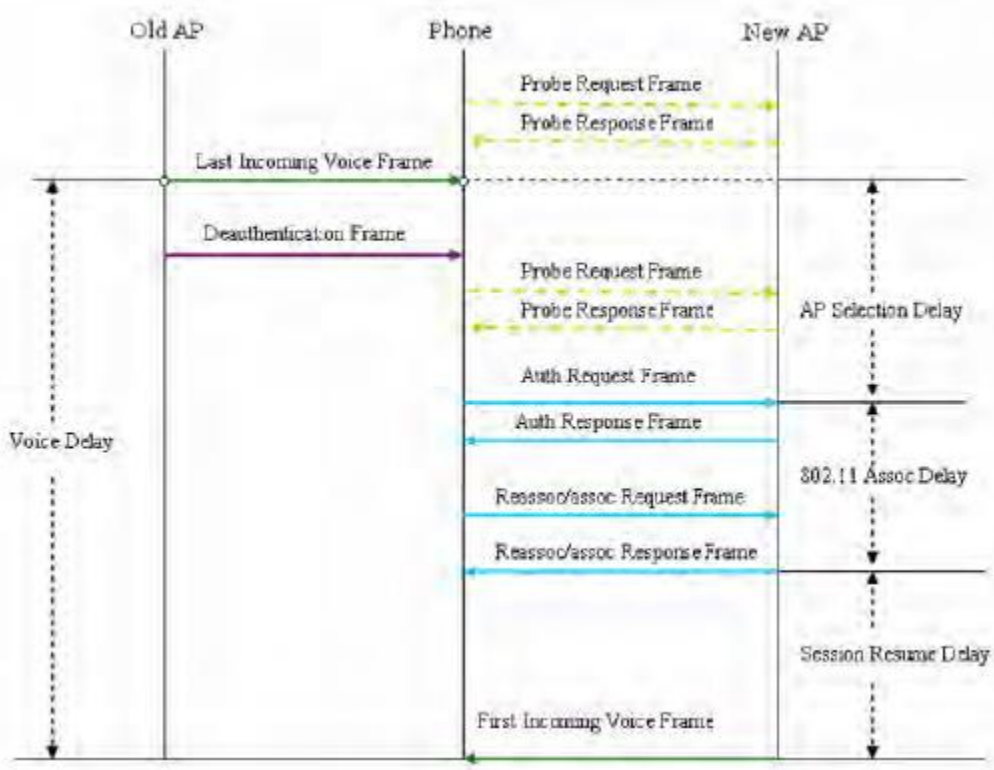 Old AP
Phone
New AP
Probe Request Frame
Probe Response Frame
Last Incoming Voice Frame
Deauthentication Frame
Probe Request Frame
Probe Response Frame
AP Selection Delay
Auth Request Frame
Auth Response Frame
Voice Delay
802.11 Assoc Delay
Reassoc/assoc Request Frame
Reassoc/assoc Response Frame
Session Resume Delay
First Incoming Voice Frame